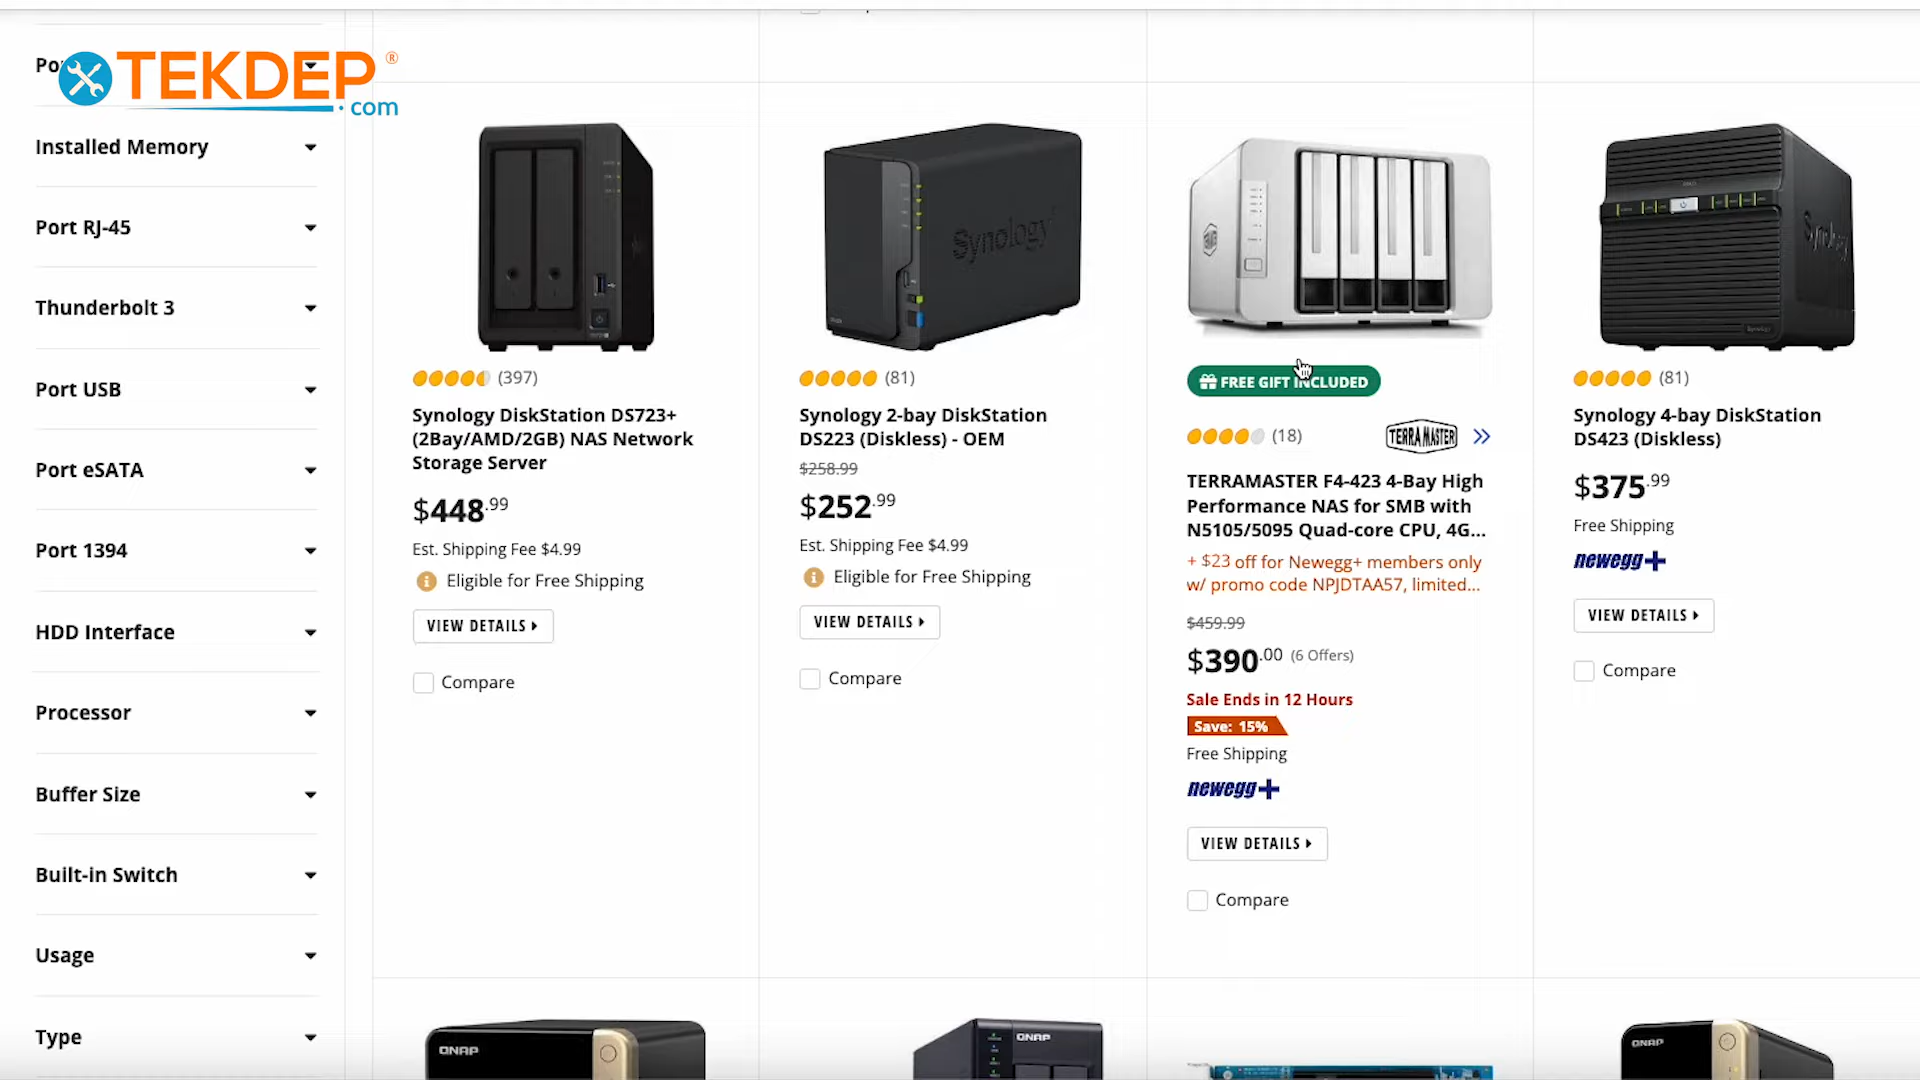 Po
TEKDEP®
.com
Installed Memory
Port RJ-45
Thunderbolt 3
Port USB
Port eSATA
Port 1394
HDD Interface
Processor
Buffer Size
Built-in Switch
Usage
Type
(397)
Synology DiskStation DS723+
(2Bay/AMD/2GB) NAS Network
Storage Server
$448.99
Est. Shipping Fee $4.99
Eligible for Free Shipping
VIEW DETAILS
Compare
Synology
(81)
Synology 2-bay DiskStation
DS223 (Diskless) - OEM
$258.99
$252.99
Est. Shipping Fee $4.99
Eligible for Free Shipping
VIEW DETAILS
Compare
FREE GIFT INCLUDED
(18)
TERRAMASTER
TERRAMASTER F4-423 4-Bay High
Performance NAS for SMB with
N5105/5095 Quad-core CPU, 4G...
+ $23 off for Newegg+ members only
w/ promo code NPJDTAA57, limited...
$459.99
$390.00 (6 Offers)
Sale Ends in 12 Hours
Save: 15%
Free Shipping
newegg+
VIEW DETAILS
Compare
Synology
(81)
Synology 4-bay DiskStation
DS423 (Diskless)
$375.99
Free Shipping
newegg+
VIEW DETAILS
Compare
QNAP
QNAP
QNAP